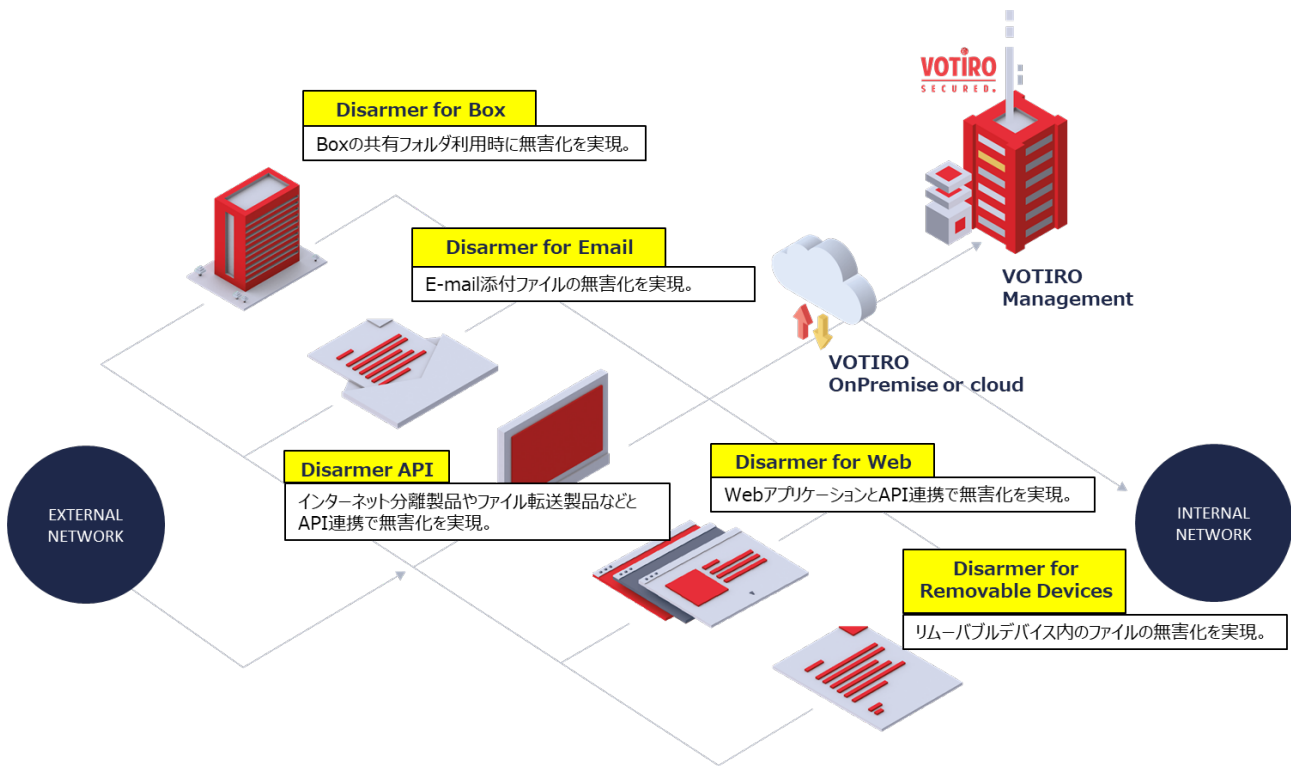 VOTIRO
SECURED.
Disarmer for Box
Boxの共有フォルダ利用時に無害化を実現。
Disarmer for Email
E-mail添付ファイルの無害化を実現。
VOTIRO
Management
VOTIRO
OnPremise or cloud
Disarmer API
インターネット分離製品やファイル転送製品などと
API連携で無害化を実現。
Disarmer for Web
WebアプリケーションとAPI連携で無害化を実現。
EXTERNAL
NETWORK
INTERNAL
NETWORK
Disarmer for
Removable Devices
リムーバブルデバイス内のファイルの無害化を実現。